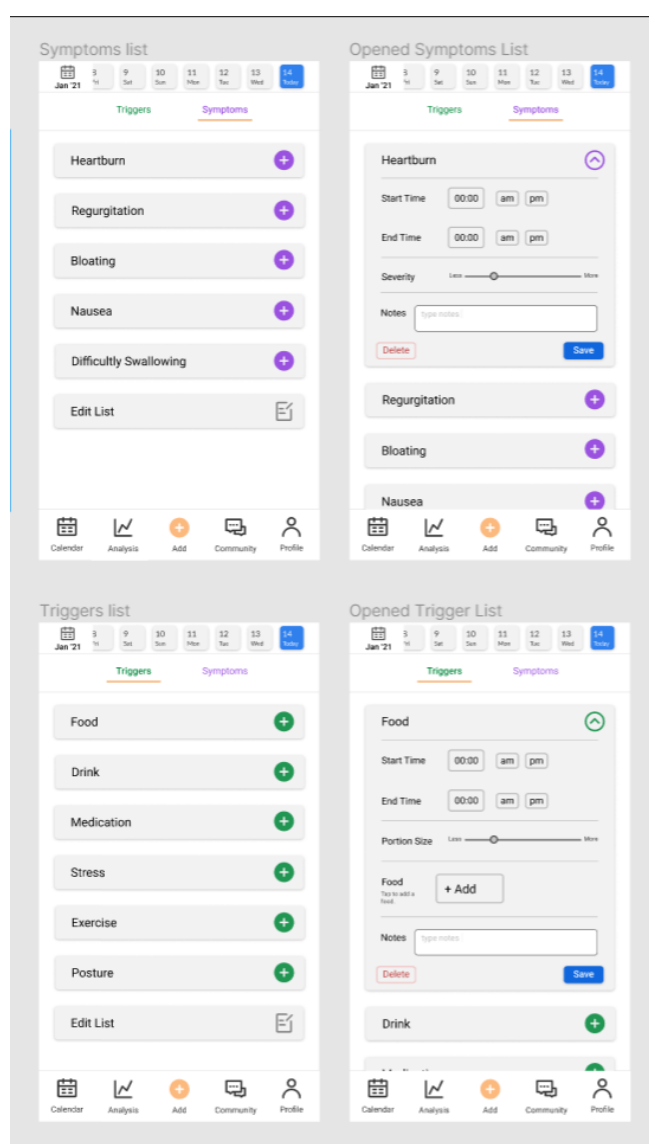 Symptoms list
Jan '21
8 Fri
9 Sat
10 Sun
11 Mon
12 Tue
13 Wed
14 Today
Triggers Symptoms
Heartburn
Regurgitation
Bloating
Nausea
Difficultly Swallowing
Edit List
Calendar Analysis Add Community Profile
Opened Symptoms List
Jan '21
9 Sat
10 Sun
11 Mon
12 Tue
13 Wed
14 Today
Triggers Symptoms
Heartburn
Start Time 00:00 am pm
End Time 00:00 am pm
Severity Less More
Notes type notes
Delete Save
Regurgitation
Bloating
Nausea
Calendar Analysis Add Community Profile
Triggers list
Jan '21
9 Sat
10 Sun
11 Mon
12 Tue
13 Wed
14 Today
Triggers Symptoms
Food
Drink
Medication
Stress
Exercise
Posture
Edit List
Calendar Analysis Add Community Profile
Opened Trigger List
Jan '21
9 Sat
10 Sun
11 Mon
12 Tue
13 Wed
14 Today
Triggers Symptoms
Food
Start Time 00:00 am pm
End Time 00:00 am pm
Portion Size Less More
Food
Tap to add a
food.
+ Add
Notes type notes
Delete Save
Drink
Calendar Analysis Add Community Profile